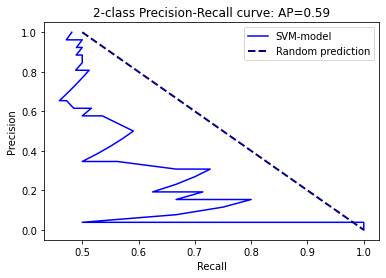 2-class Precision-Recall curve: AP=0.59
SVM-model
Random prediction
Precision
1.0
0.8
0.6
0.4
0.2
0.0
0.5
0.6
0.7
0.8
0.9
1.0
Recall